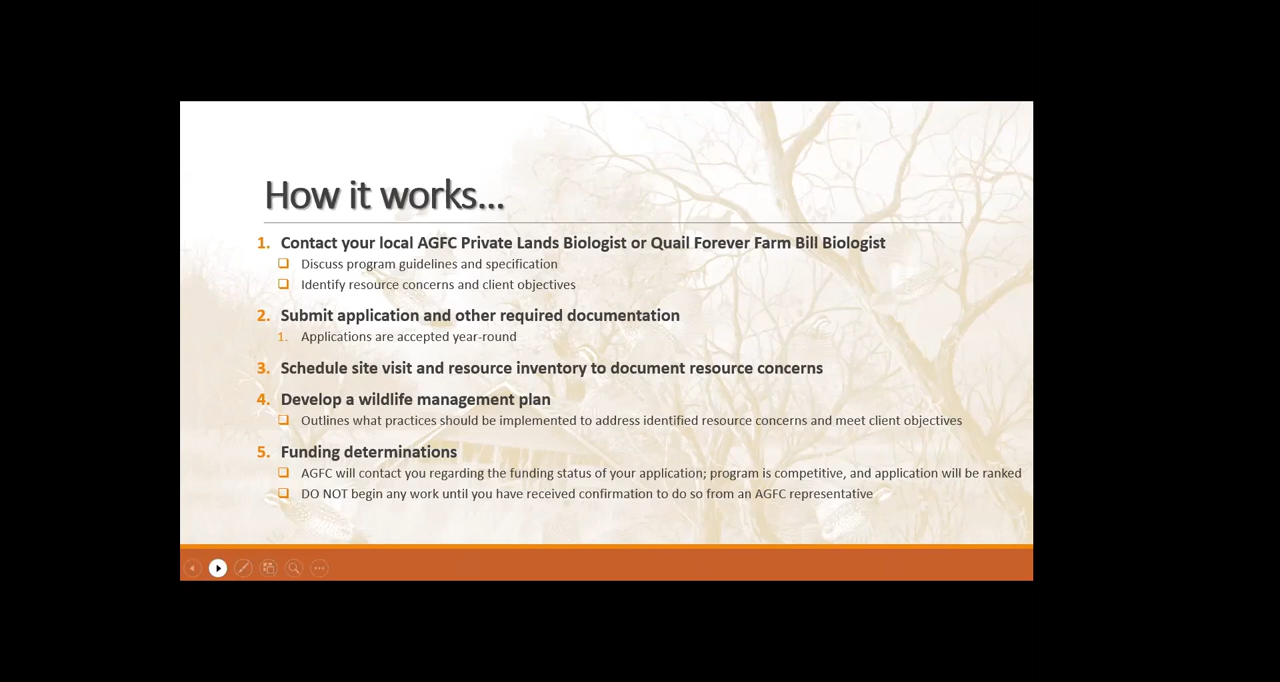 How it works...
1. Contact your local AGFC Private Lands Biologist or Quail Forever Farm Bill Biologist
❑ Discuss program guidelines and specification
❑ Identify resource concerns and client objectives
2. Submit application and other required documentation
1. Applications are accepted year-round
3. Schedule site visit and resource inventory to document resource concerns
4. Develop a wildlife management plan
❑ Outlines what practices should be implemented to address identified resource concerns and meet client objectives
5. Funding determinations
❑ AGFC will contact you regarding the funding status of your application; program is competitive, and application will be ranked
❑ DO NOT begin any work until you have received confirmation to do so from an AGFC representative